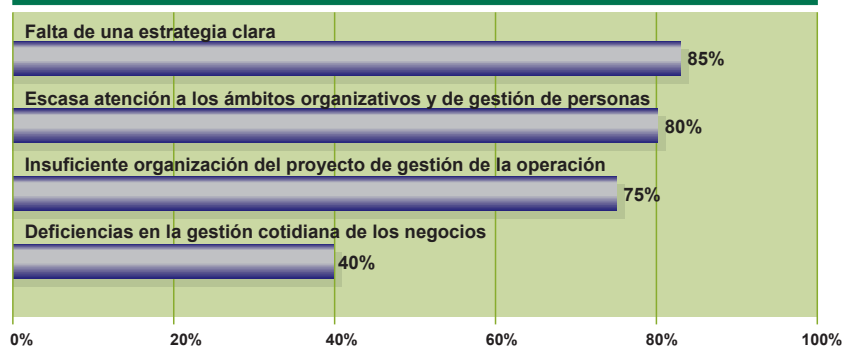 Falta de una estrategia clara
85%
Escasa atención a los ámbitos organizativos y de gestión de personas
80%
Insuficiente organización del proyecto de gestión de la operación
75%
Deficiencias en la gestión cotidiana de los negocios
40%
0% 20% 40% 60% 80% 100%